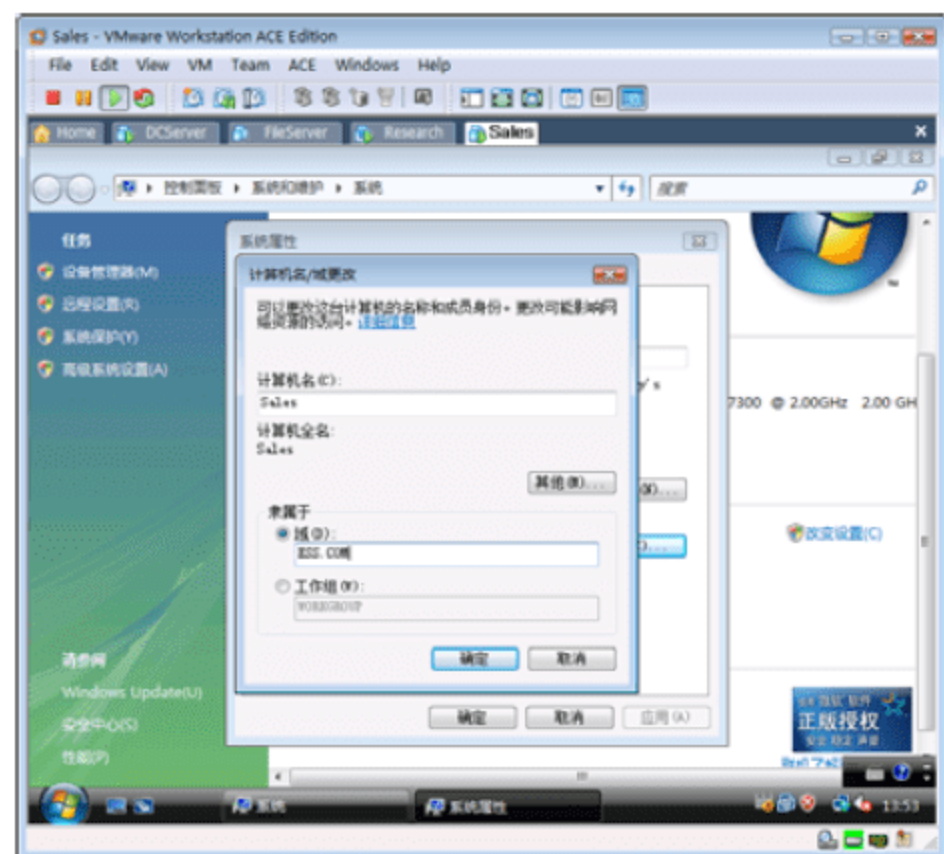 Sales - VMware Workstation ACE Edition
File Edit View VM Team ACE Windows Help
Home DCServer FileServer Research Sales
控制面板 系统和维护 系统 搜索
任务
设备管理器(M)
远程设置(R)
系统保护(Y)
高级系统设置(A)
系统属性
计算机名/域更改
可以更改这台计算机的名称和成员身份。更改可能影响网
络资源的访问。详细信息
计算机名(C):
Sales
计算机全名:
Sales
其他(M)...
隶属于
域(D):
ESS.COM
工作组(W):
WORKGROUP
确定 取消
确定 取消 应用(A)
y's
7300 @ 2.00GHz 2.00 GH
改变设置(C)
请参阅
Windows Update(U)
安全中心(S)
性能(P)
正版授权
安全 稳定 声誉
系统 系统属性 13:53